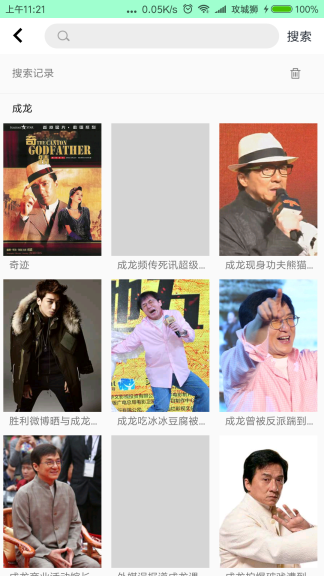 上午11:21
...0.05K/s
攻城狮
100%
搜索
搜索记录
成龙
奇
THE CANTON
GODFATHER
奇迹
成龙频传死讯超级...
成龙现身功夫熊猫...
胜利微博晒与成龙...
成龙吃冰冰豆腐被...
成龙曾被反派踹到...